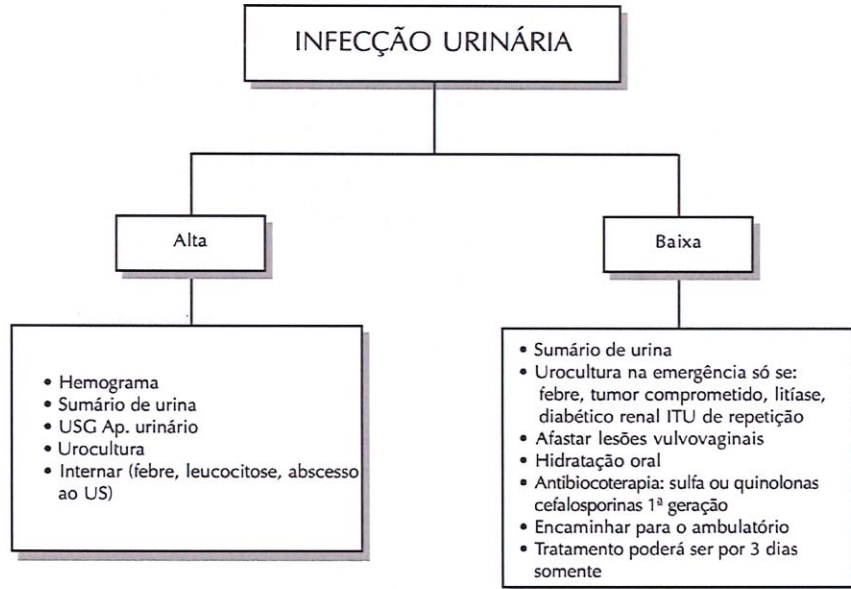 INFECÇÃO URINÁRIA
Alta
Baixa
• Hemograma
• Sumário de urina
• USG Ap. urinário
• Urocultura
• Internar (febre, leucocitose, abscesso
ao US)
• Sumário de urina
• Urocultura na emergência só se:
febre, tumor comprometido, litíase,
diabético renal ITU de repetição
• Afastar lesões vulvovaginais
• Hidratação oral
• Antibiocoterapia: sulfa ou quinolonas
cefalosporinas 1ª geração
• Encaminhar para o ambulatório
• Tratamento poderá ser por 3 dias
somente